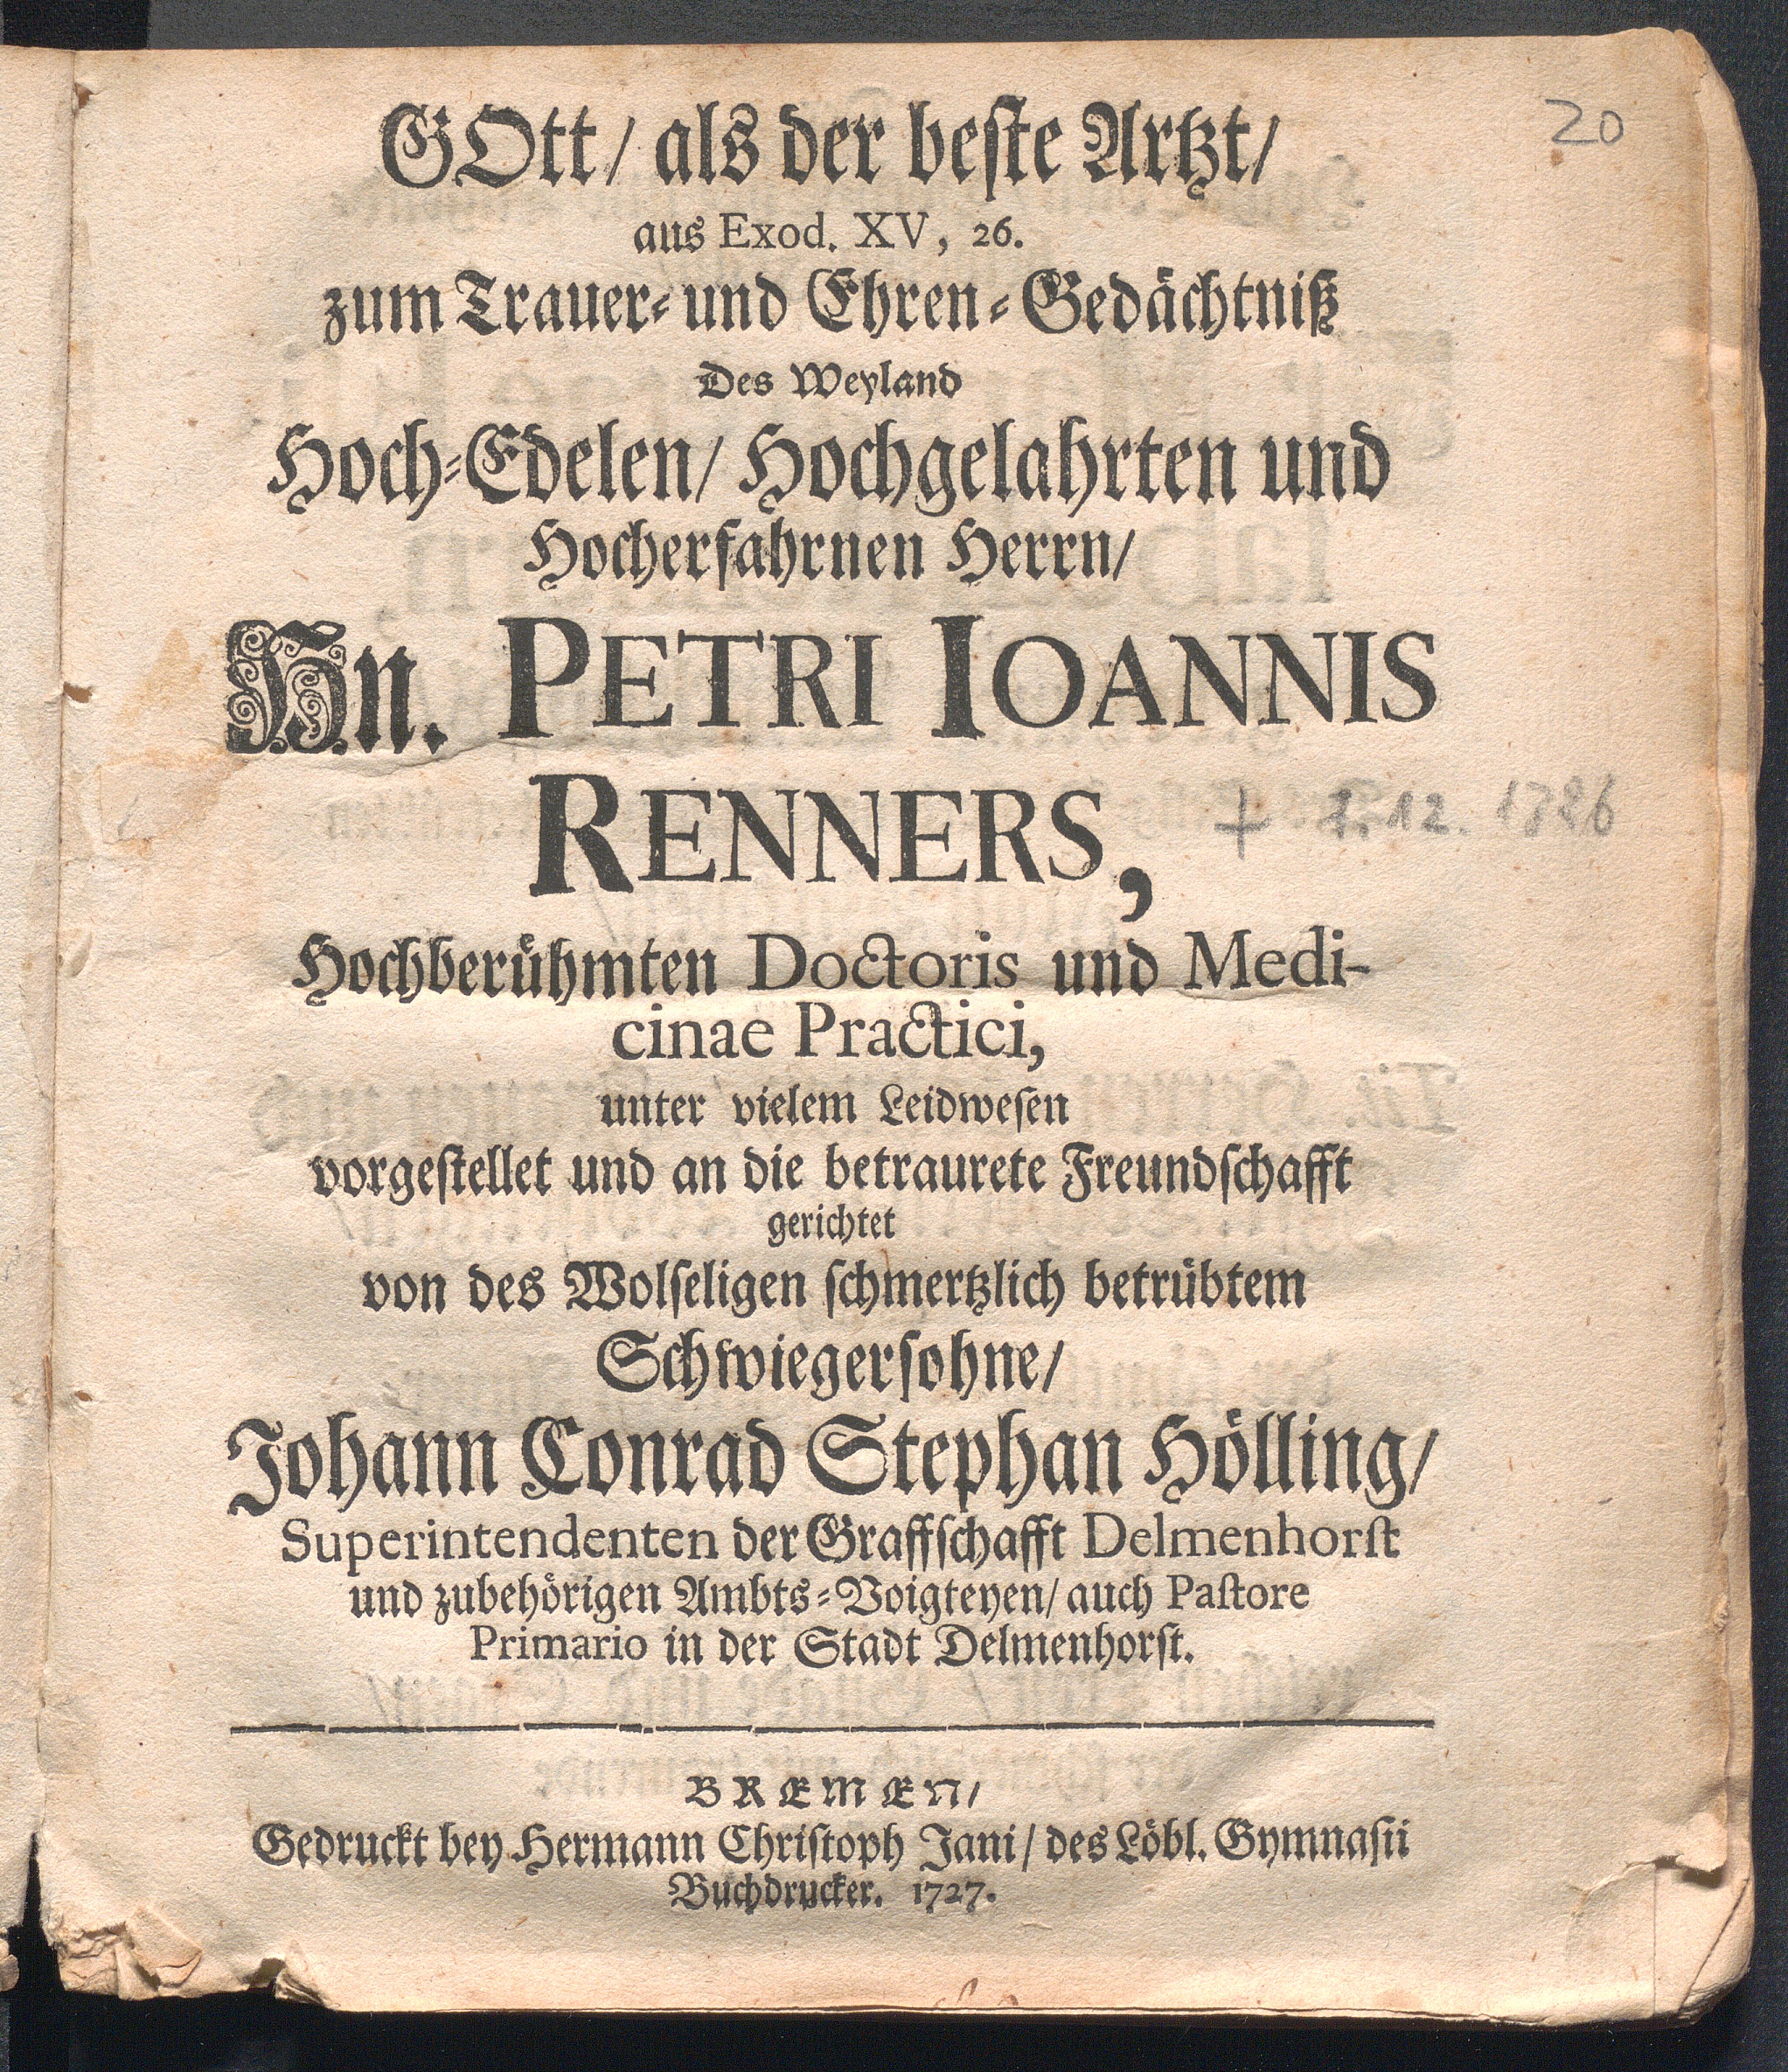 20
GOtt/ als der beste Artzt/
aus Exod. XV, 26.
zum Trauer- und Ehren-Gedächtniß
Des Weyland
Hoch-Edelen/ Hochgelahrten und
Hocherfahrnen Herrn/
Hn. PETRI IOANNIS
RENNERS,
† 1.12. 1726
Hochberühmten Doctoris und Medi-
cinae Practici,
unter vielem Leidwesen
vorgestellet und an die betraurete Freundschafft
gerichtet
von des Wolseligen schmertzlich betrübtem
Schwiegersohne/
Johann Conrad Stephan Hölling/
Superintendenten der Graffschafft Delmenhorst
und zubehörigen Ambts-Voigteyen/ auch Pastore
Primario in der Stadt Delmenhorst.
BREMEN/
Gedruckt bey Hermann Christoph Jani/ des Löbl. Gymnasii
Buchdrucker. 1727.